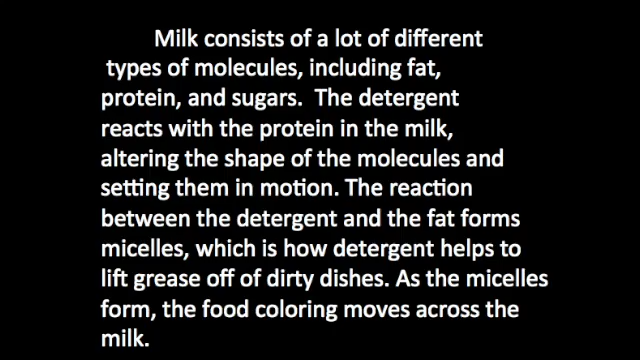 Milk consists of a lot of different
types of molecules, including fat,
protein, and sugars. The detergent
reacts with the protein in the milk,
altering the shape of the molecules and
setting them in motion. The reaction
between the detergent and the fat forms
micelles, which is how detergent helps to
lift grease off of dirty dishes. As the micelles
form, the food coloring moves across the
milk.